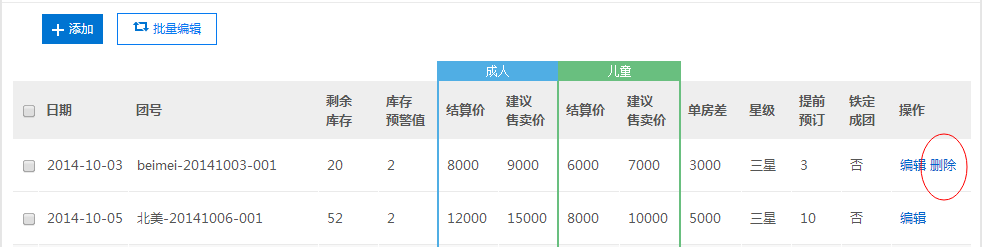 添加 批量编辑
成人 儿童
日期 团号 剩余库存 库存预警值 结算价 建议售卖价 结算价 建议售卖价 单房差 星级 提前预订 铁定成团 操作
2014-10-03 beimei-20141003-001 20 2 8000 9000 6000 7000 3000 三星 3 否 编辑 删除
2014-10-05 北美-20141006-001 52 2 12000 15000 8000 10000 5000 三星 10 否 编辑